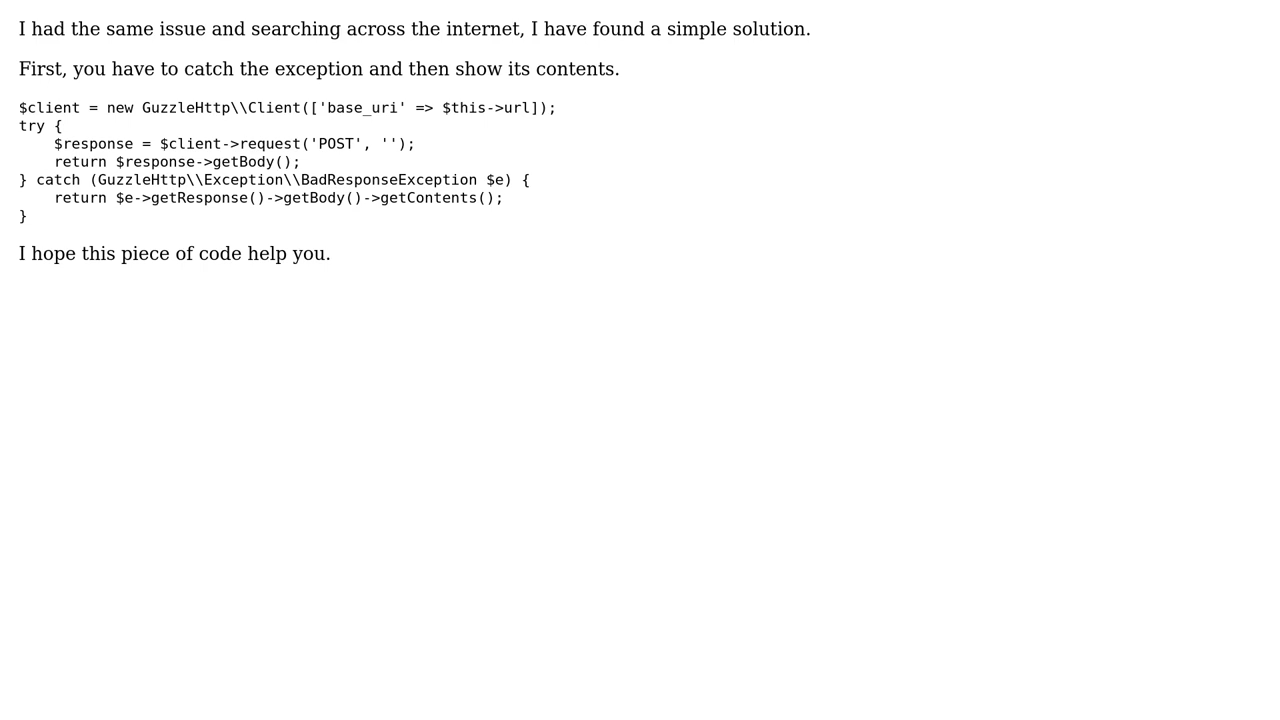 I had the same issue and searching across the internet, I have found a simple solution.
First, you have to catch the exception and then show its contents.
$client = new GuzzleHttp\\Client(['base_uri' => $this->url]);
try {
    $response = $client->request('POST', '');
    return $response->getBody();
} catch (GuzzleHttp\\Exception\\BadResponseException $e) {
    return $e->getResponse()->getBody()->getContents();
}
I hope this piece of code help you.